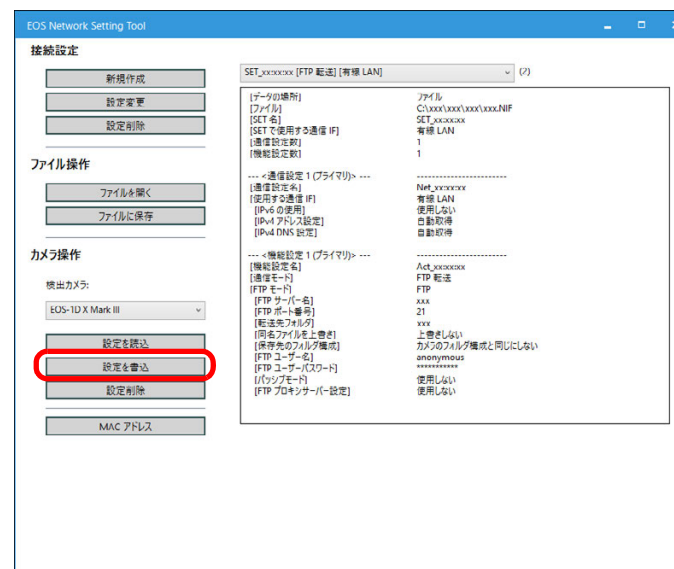 EOS Network Setting Tool
接続設定
新規作成
設定変更
設定削除
ファイル操作
ファイルを開く
ファイルに保存
カメラ操作
検出カメラ:
EOS-1D X Mark III
設定を読込
設定を書込
設定削除
MAC アドレス
SET_xx:xx:xx [FTP 転送] [有線 LAN] (2)
[データの場所] ファイル
[ファイル] C:\xxx\xxx\xxx\xxx.NIF
[SET 名] SET_xx:xx:xx
[SET で使用する通信 IF] 有線 LAN
[通信設定数] 1
[機能設定数] 1
--- <通信設定 1 (プライマリ)> --- ------------------------
[通信設定名] Net_xx:xx:xx
[使用する通信 IF] 有線 LAN
[IPv6 の使用] 使用しない
[IPv4 アドレス設定] 自動取得
[IPv4 DNS 設定] 自動取得
--- <機能設定 1 (プライマリ)> --- ------------------------
[機能設定名] Act_xx:xx:xx
[通信モード] FTP 転送
[FTP モード] FTP
[FTP サーバー名] xxx
[FTP ポート番号] 21
[転送先フォルダ] xxx
[同名ファイルを上書き] 上書きしない
[保存先のフォルダ構成] カメラのフォルダ構成と同じにしない
[FTP ユーザー名] anonymous
[FTP ユーザーパスワード] ***********
[パッシブモード] 使用しない
[FTP プロキシサーバー設定] 使用しない